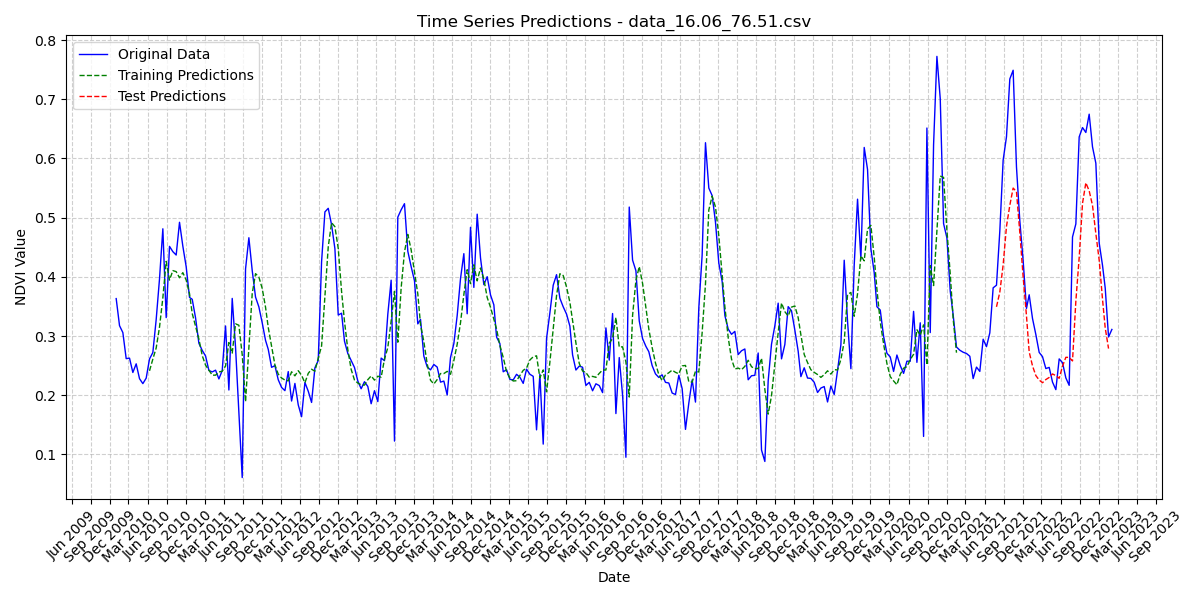 Time Series Predictions - data_16.06_76.51.csv
Original Data
Training Predictions
Test Predictions
NDVI Value
0.8
0.7
0.6
0.5
0.4
0.3
0.2
0.1
Jun 2009
Sep 2009
Dec 2009
Mar 2010
Jun 2010
Sep 2010
Dec 2010
Mar 2011
Jun 2011
Sep 2011
Dec 2011
Mar 2012
Jun 2012
Sep 2012
Dec 2012
Mar 2013
Jun 2013
Sep 2013
Dec 2013
Mar 2014
Jun 2014
Sep 2014
Dec 2014
Mar 2015
Jun 2015
Sep 2015
Dec 2015
Mar 2016
Jun 2016
Sep 2016
Dec 2016
Mar 2017
Jun 2017
Sep 2017
Dec 2017
Mar 2018
Jun 2018
Sep 2018
Dec 2018
Mar 2019
Jun 2019
Sep 2019
Dec 2019
Mar 2020
Jun 2020
Sep 2020
Dec 2020
Mar 2021
Jun 2021
Sep 2021
Dec 2021
Mar 2022
Jun 2022
Sep 2022
Dec 2022
Mar 2023
Jun 2023
Sep 2023
Date